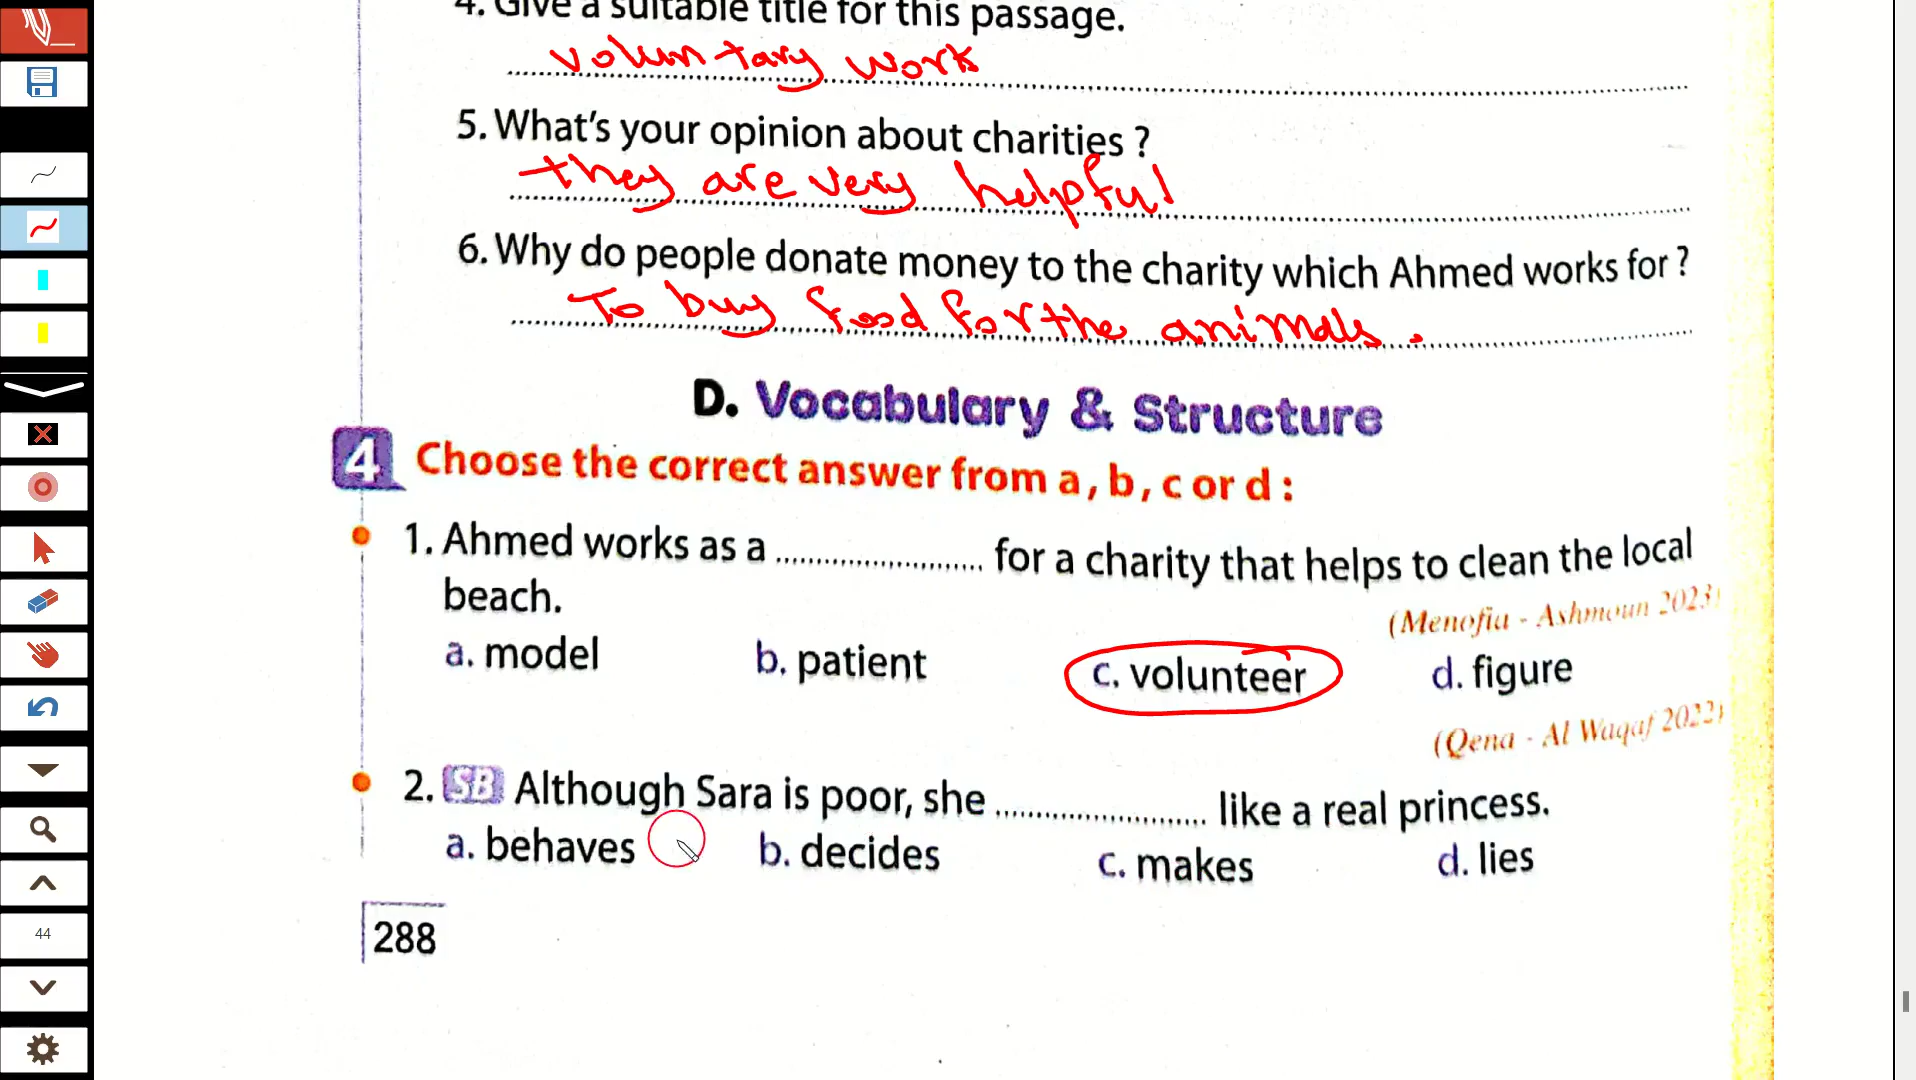 4. Give a suitable title for this passage.
voluntary work
5. What's your opinion about charities ?
they are very helpful
6. Why do people donate money to the charity which Ahmed works for ?
To buy food for the animals.
D. Vocabulary & Structure
4 Choose the correct answer from a, b, c or d :
1. Ahmed works as a ........................ for a charity that helps to clean the local
beach.
(Menofia - Ashmoun 2023)
a. model b. patient c. volunteer d. figure
(Qena - Al Waqaf 2022)
2. SB Although Sara is poor, she ........................ like a real princess.
a. behaves b. decides c. makes d. lies
288
44